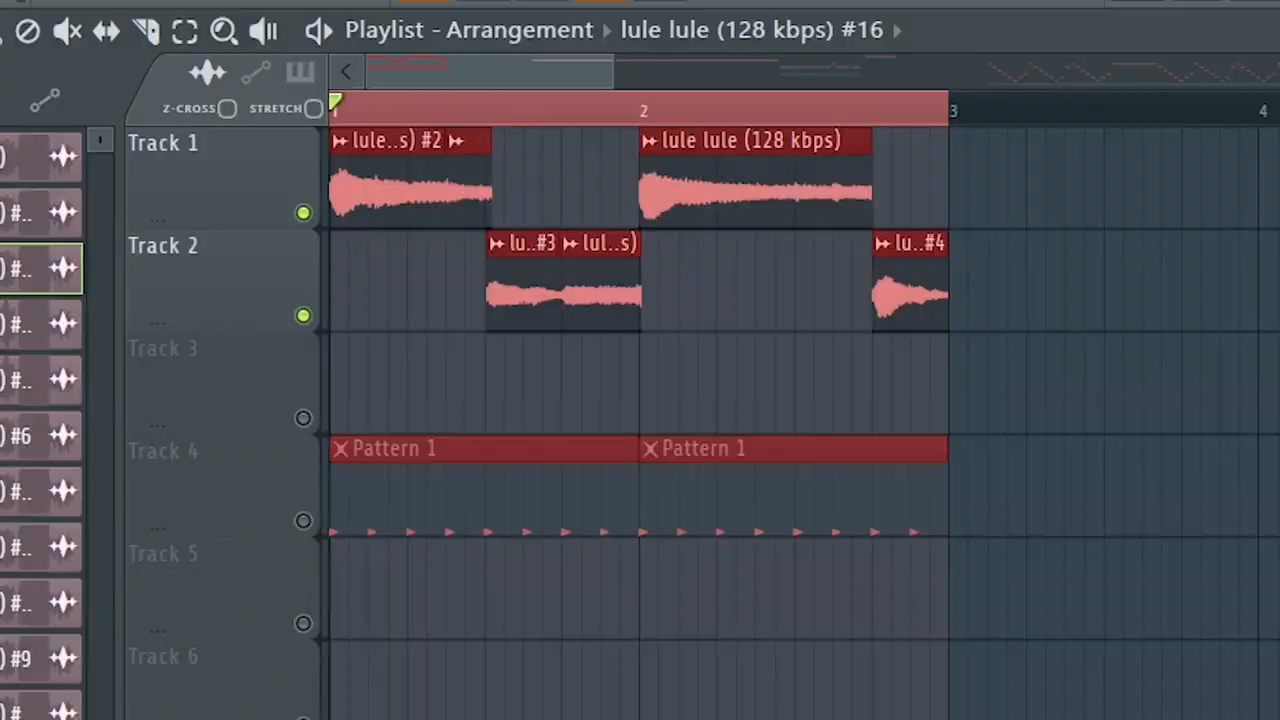 Playlist - Arrangement ▸ lule lule (128 kbps) #16 ▸
Z-CROSS STRETCH
1 2 3 4
Track 1
lule..s) #2
lule lule (128 kbps)
Track 2
lu..#3 lul..s)
lu..#4
Track 3
Track 4
Pattern 1 Pattern 1
Track 5
Track 6
)
) #..
) #..
) #..
) #..
) #6
) #..
) #..
) #..
) #9
) #..